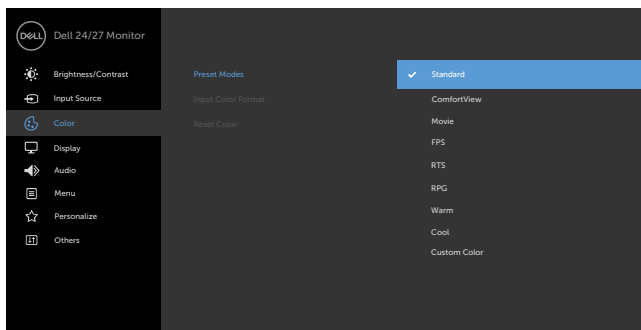 DELL Dell 24/27 Monitor
Brightness/Contrast
Input Source
Color
Display
Audio
Menu
Personalize
Others
Preset Modes
Input Color Format
Reset Color
Standard
ComfortView
Movie
FPS
RTS
RPG
Warm
Cool
Custom Color